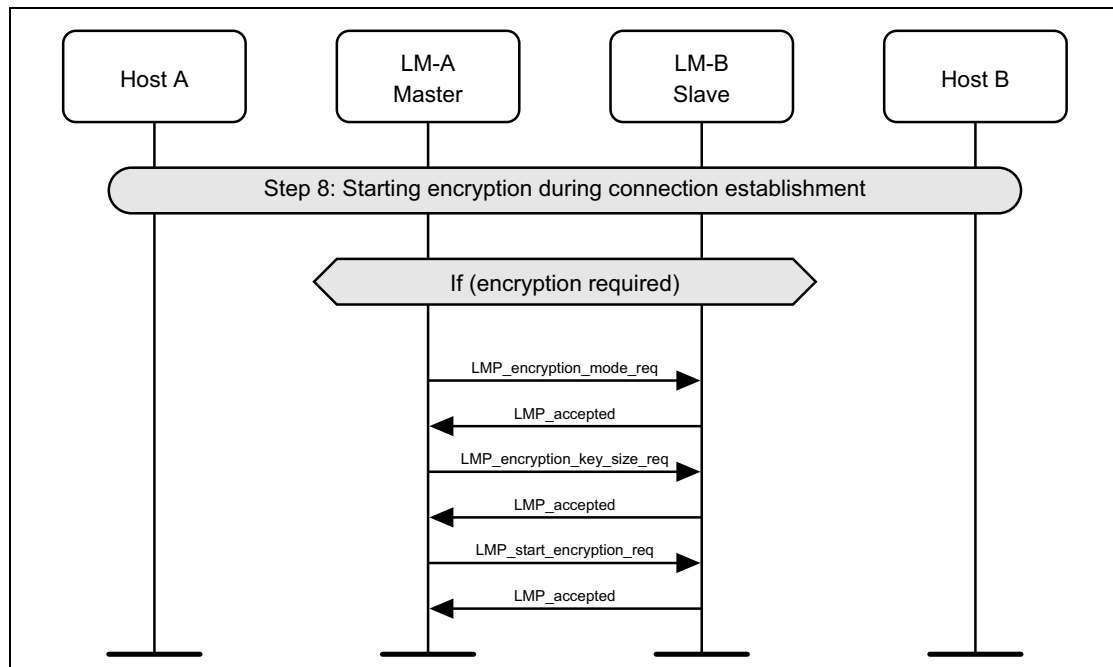 Host A
LM-A
Master
LM-B
Slave
Host B
Step 8: Starting encryption during connection establishment
If (encryption required)
LMP_encryption_mode_req
LMP_accepted
LMP_encryption_key_size_req
LMP_accepted
LMP_start_encryption_req
LMP_accepted